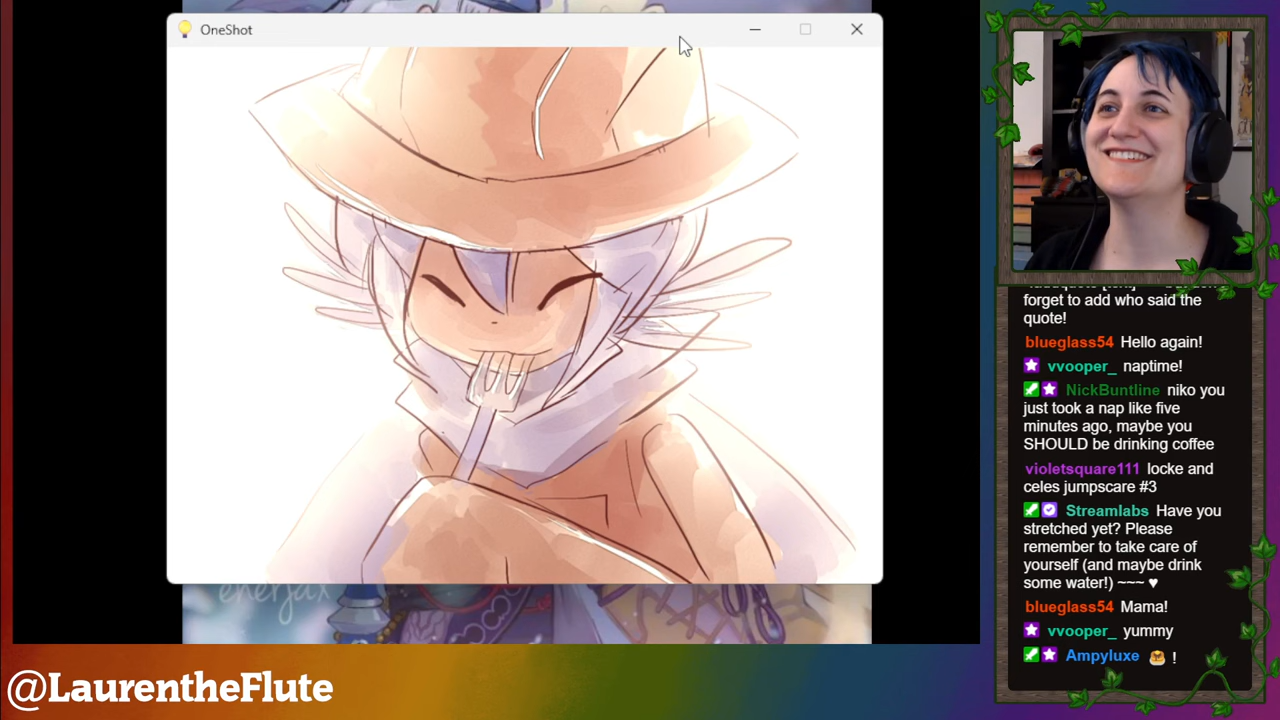 OneShot
enerjax
forget to add who said the
quote!
blueglass54 Hello again!
vvooper_ naptime!
NickBuntline niko you
just took a nap like five
minutes ago, maybe you
SHOULD be drinking coffee
violetsquare111 locke and
celes jumpscare #3
Streamlabs Have you
stretched yet? Please
remember to take care of
yourself (and maybe drink
some water!) ~~~ ♥
blueglass54 Mama!
vvooper_ yummy
Ampyluxe !
@LaurentheFlute